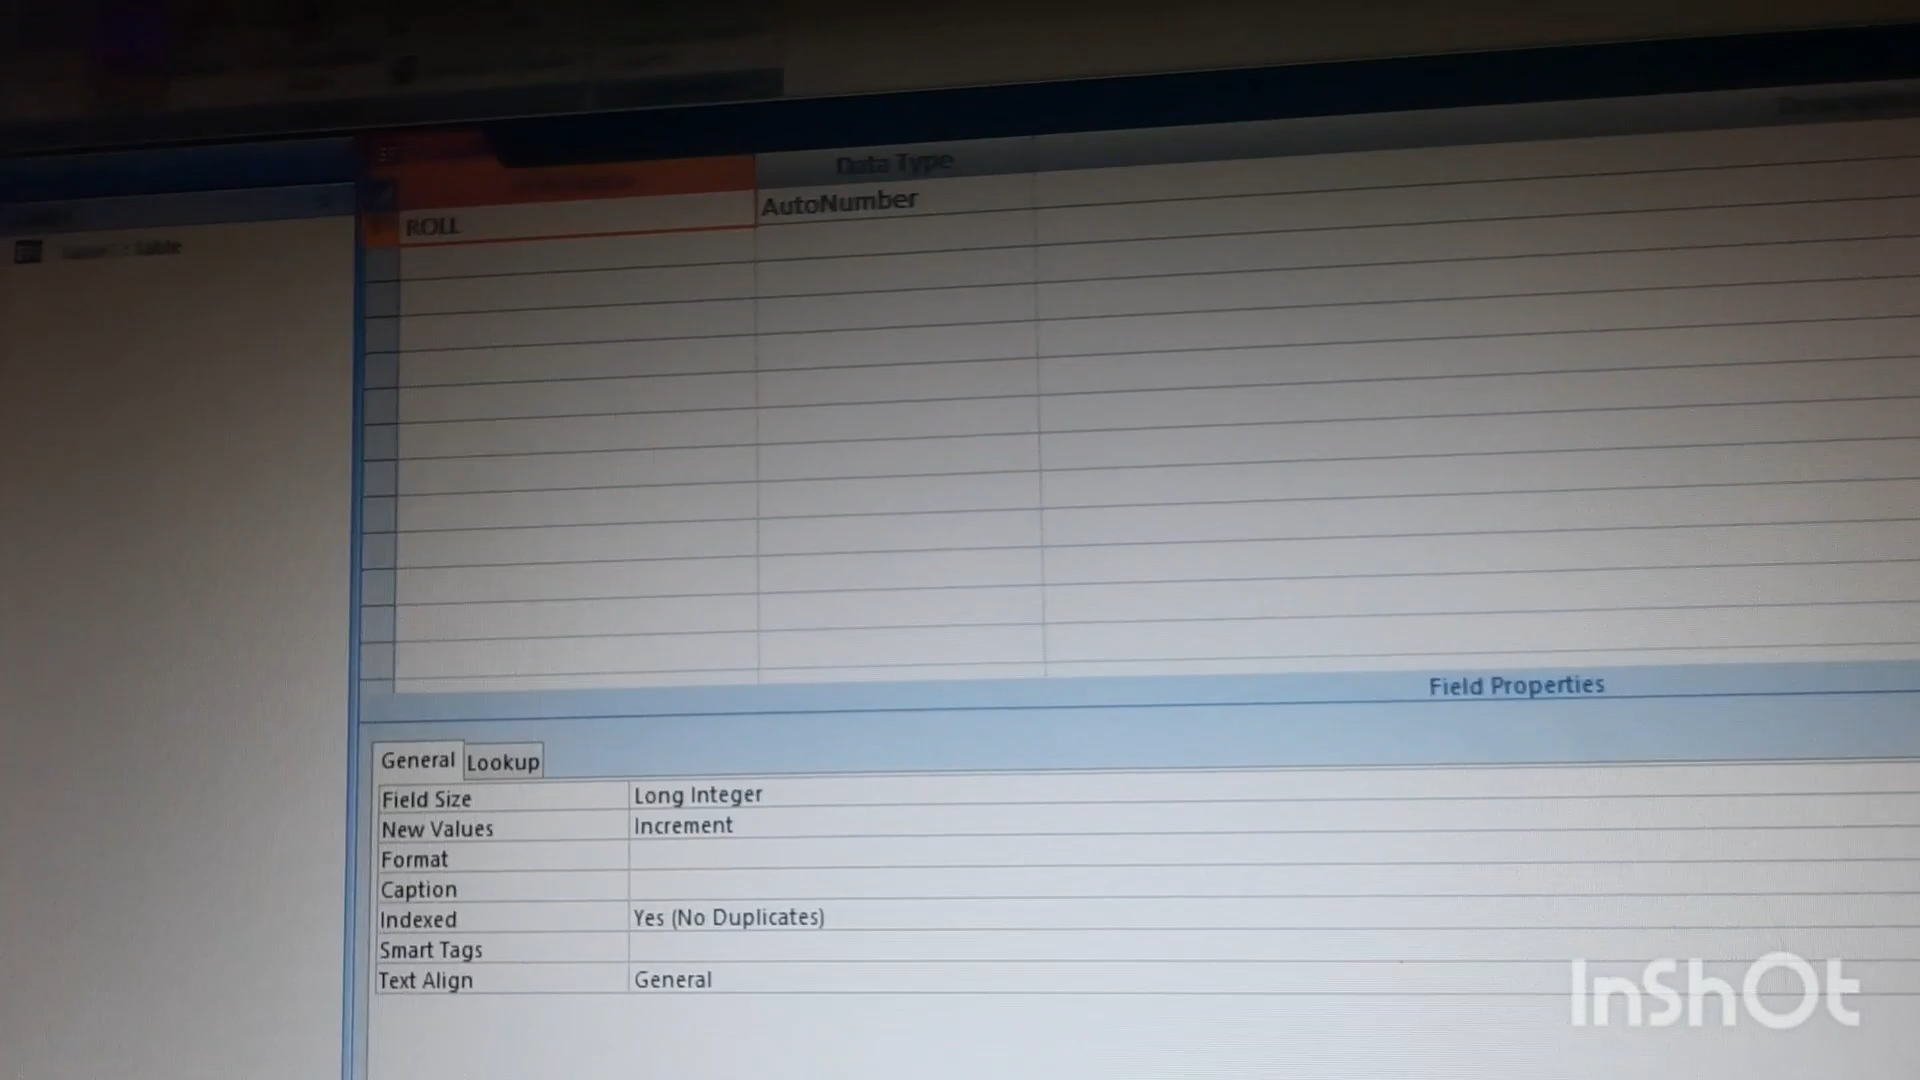 Data Type
ROLL AutoNumber
: Table
Field Properties
General Lookup
Field Size Long Integer
New Values Increment
Format
Caption
Indexed Yes (No Duplicates)
Smart Tags
Text Align General
InShOt